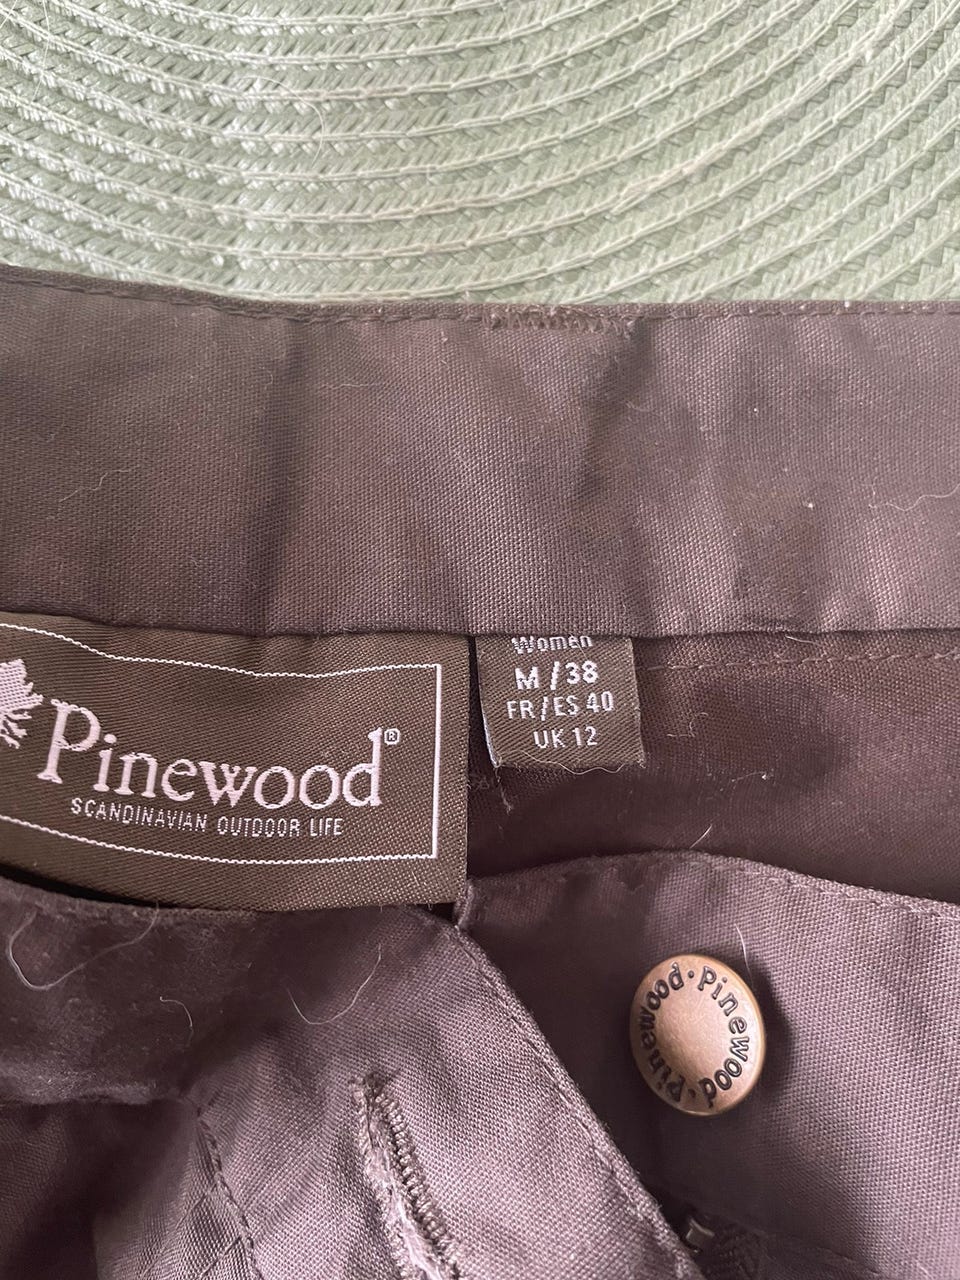 Pinewood®
SCANDINAVIAN OUTDOOR LIFE
Women
M / 38
FR/ES 40
UK 12
Pinewood · Pinewood ·